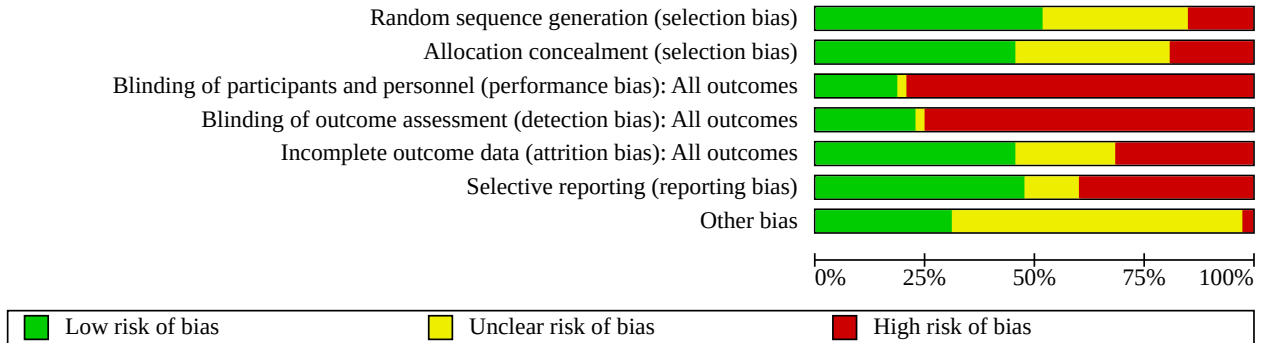 Random sequence generation (selection bias)
Allocation concealment (selection bias)
Blinding of participants and personnel (performance bias): All outcomes
Blinding of outcome assessment (detection bias): All outcomes
Incomplete outcome data (attrition bias): All outcomes
Selective reporting (reporting bias)
Other bias
0% 25% 50% 75% 100%
Low risk of bias Unclear risk of bias High risk of bias